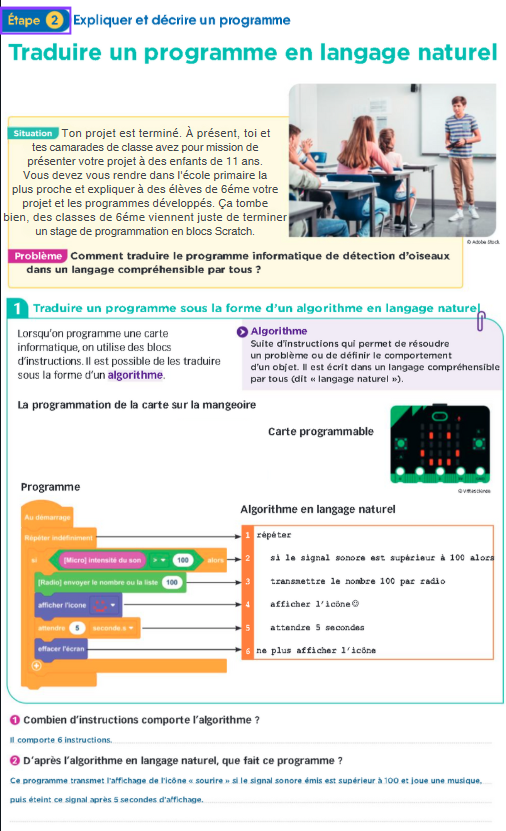 Étape 2 Expliquer et décrire un programme
Traduire un programme en langage naturel
Situation Ton projet est terminé. À présent, toi et
tes camarades de classe avez pour mission de
présenter votre projet à des enfants de 11 ans.
Vous devez vous rendre dans l'école primaire la
plus proche et expliquer à des élèves de 6éme votre
projet et les programmes développés. Ça tombe
bien, des classes de 6éme viennent juste de terminer
un stage de programmation en blocs Scratch.
© Adobe Stock
Problème Comment traduire le programme informatique de détection d'oiseaux
dans un langage compréhensible par tous ?
1 Traduire un programme sous la forme d'un algorithme en langage naturel
Lorsqu'on programme une carte
informatique, on utilise des blocs
d'instructions. Il est possible de les traduire
sous la forme d'un algorithme.
Algorithme
Suite d'instructions qui permet de résoudre
un problème ou de définir le comportement
d'un objet. Il est écrit dans un langage compréhensible
par tous (dit « langage naturel »).
La programmation de la carte sur la mangeoire
Carte programmable
© Vittascience
Programme
Au démarrage
Répéter indéfiniment
si [Micro] intensité du son > 100 alors
[Radio] envoyer le nombre ou la liste 100
afficher l'icone
attendre 5 seconde·s
effacer l'écran
Algorithme en langage naturel
1 répéter
2 si le signal sonore est supérieur à 100 alors
3 transmettre le nombre 100 par radio
4 afficher l'icône☺
5 attendre 5 secondes
6 ne plus afficher l'icône
1 Combien d'instructions comporte l'algorithme ?
Il comporte 6 instructions.
2 D'après l'algorithme en langage naturel, que fait ce programme ?
Ce programme transmet l'affichage de l'icône « sourire » si le signal sonore émis est supérieur à 100 et joue une musique,
puis éteint ce signal après 5 secondes d'affichage.